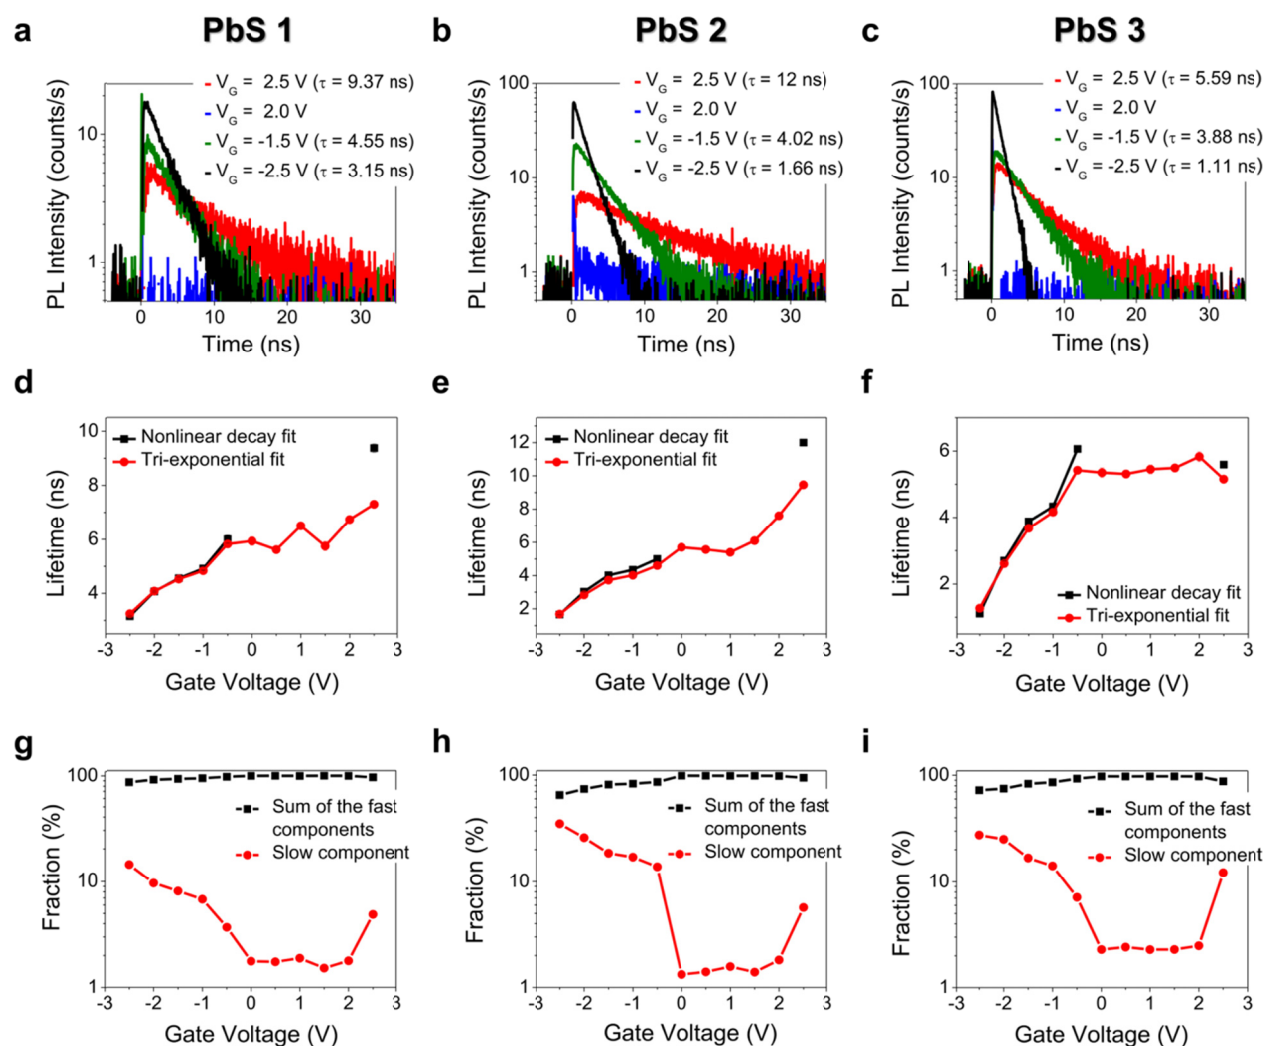 a PbS 1
V_G = 2.5 V (τ = 9.37 ns)
V_G = 2.0 V
V_G = -1.5 V (τ = 4.55 ns)
V_G = -2.5 V (τ = 3.15 ns)
PL Intensity (counts/s)
10
1
0 10 20 30
Time (ns)
b PbS 2
V_G = 2.5 V (τ = 12 ns)
V_G = 2.0 V
V_G = -1.5 V (τ = 4.02 ns)
V_G = -2.5 V (τ = 1.66 ns)
PL Intensity (counts/s)
100
10
1
0 10 20 30
Time (ns)
c PbS 3
V_G = 2.5 V (τ = 5.59 ns)
V_G = 2.0 V
V_G = -1.5 V (τ = 3.88 ns)
V_G = -2.5 V (τ = 1.11 ns)
PL Intensity (counts/s)
100
10
1
0 10 20 30
Time (ns)
d
Nonlinear decay fit
Tri-exponential fit
Lifetime (ns)
10
8
6
4
-3 -2 -1 0 1 2 3
Gate Voltage (V)
e
Nonlinear decay fit
Tri-exponential fit
Lifetime (ns)
12
10
8
6
4
2
-3 -2 -1 0 1 2 3
Gate Voltage (V)
f
Nonlinear decay fit
Tri-exponential fit
Lifetime (ns)
6
4
2
-3 -2 -1 0 1 2 3
Gate Voltage (V)
g
Sum of the fast
components
Slow component
Fraction (%)
100
10
1
-3 -2 -1 0 1 2 3
Gate Voltage (V)
h
Sum of the fast
components
Slow component
Fraction (%)
100
10
1
-3 -2 -1 0 1 2 3
Gate Voltage (V)
i
Sum of the fast
components
Slow component
Fraction (%)
100
10
1
-3 -2 -1 0 1 2 3
Gate Voltage (V)